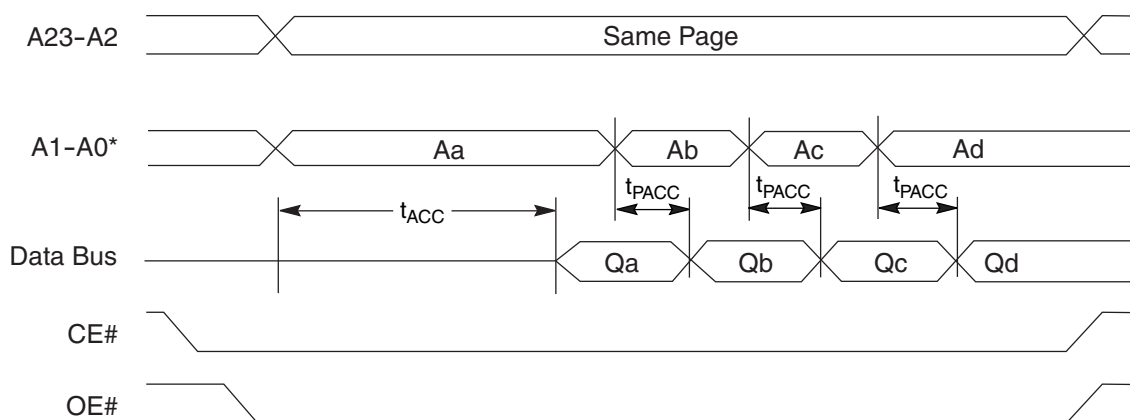 A23–A2
Same Page
A1–A0*
Aa
Ab
Ac
Ad
tACC
tPACC
tPACC
tPACC
Data Bus
Qa
Qb
Qc
Qd
CE#
OE#